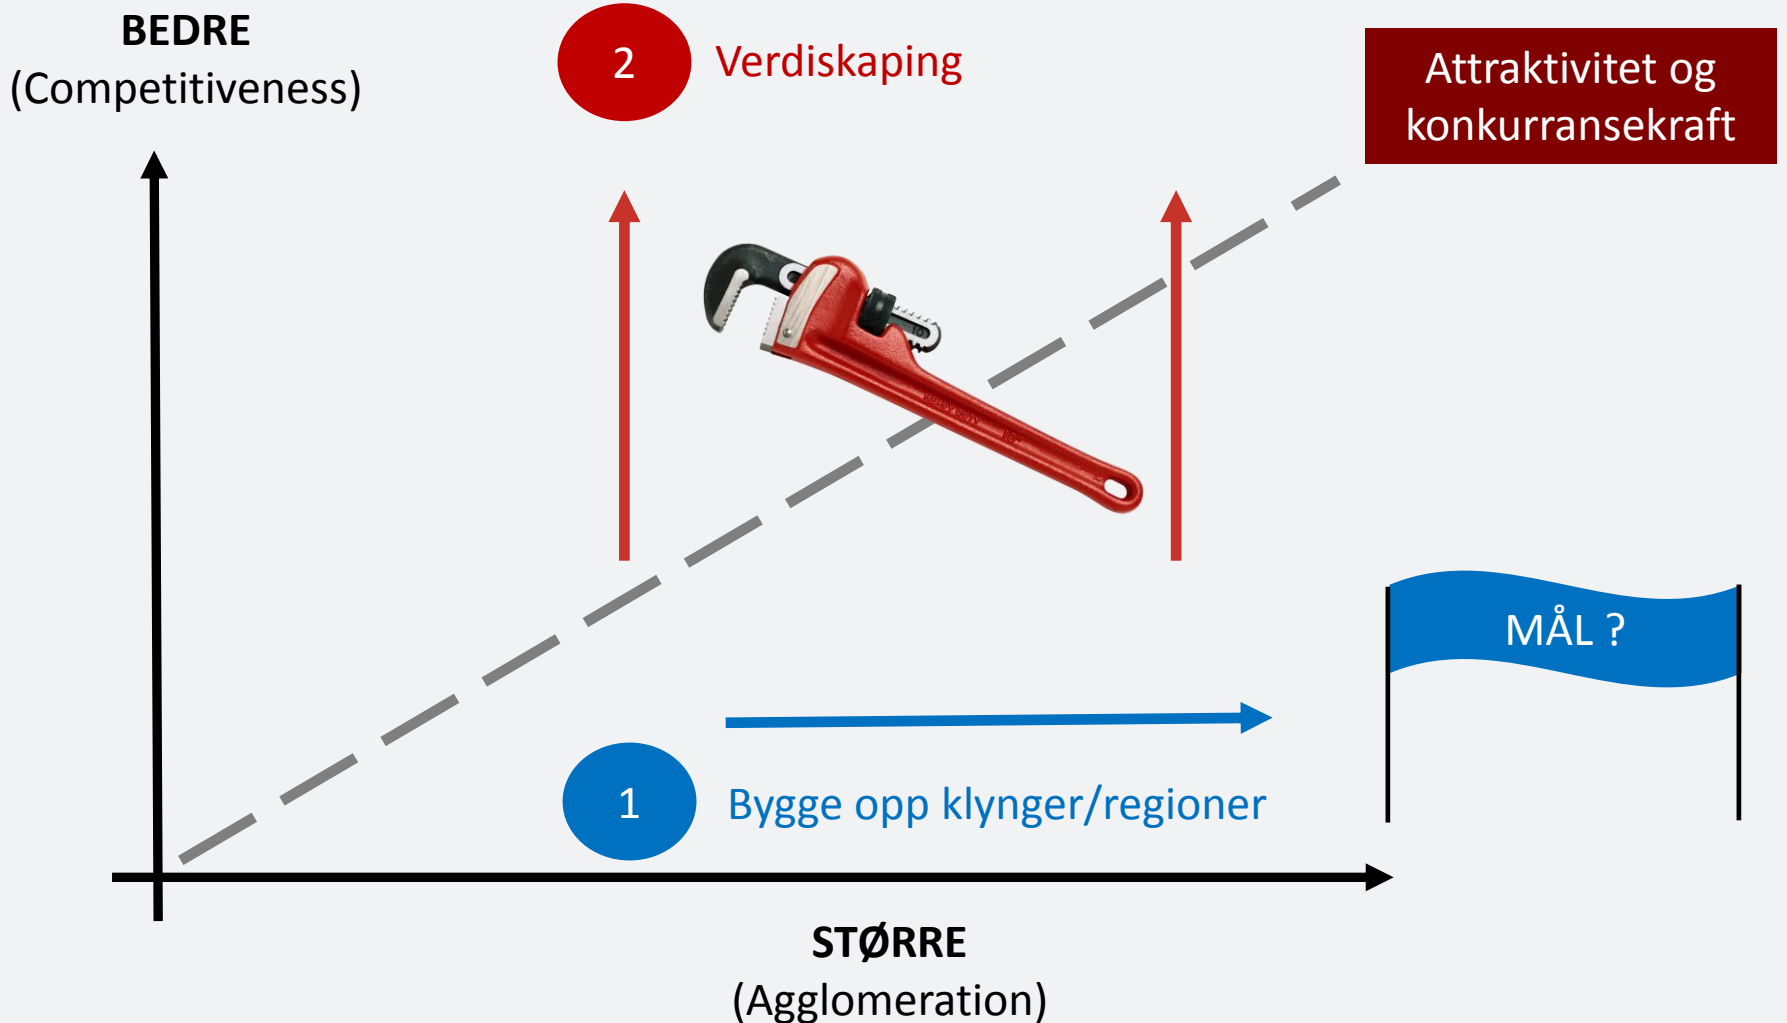 BEDRE
(Competitiveness)
2
Verdiskaping
Attraktivitet og
konkurransekraft
MÅL ?
1
Bygge opp klynger/regioner
STØRRE
(Agglomeration)